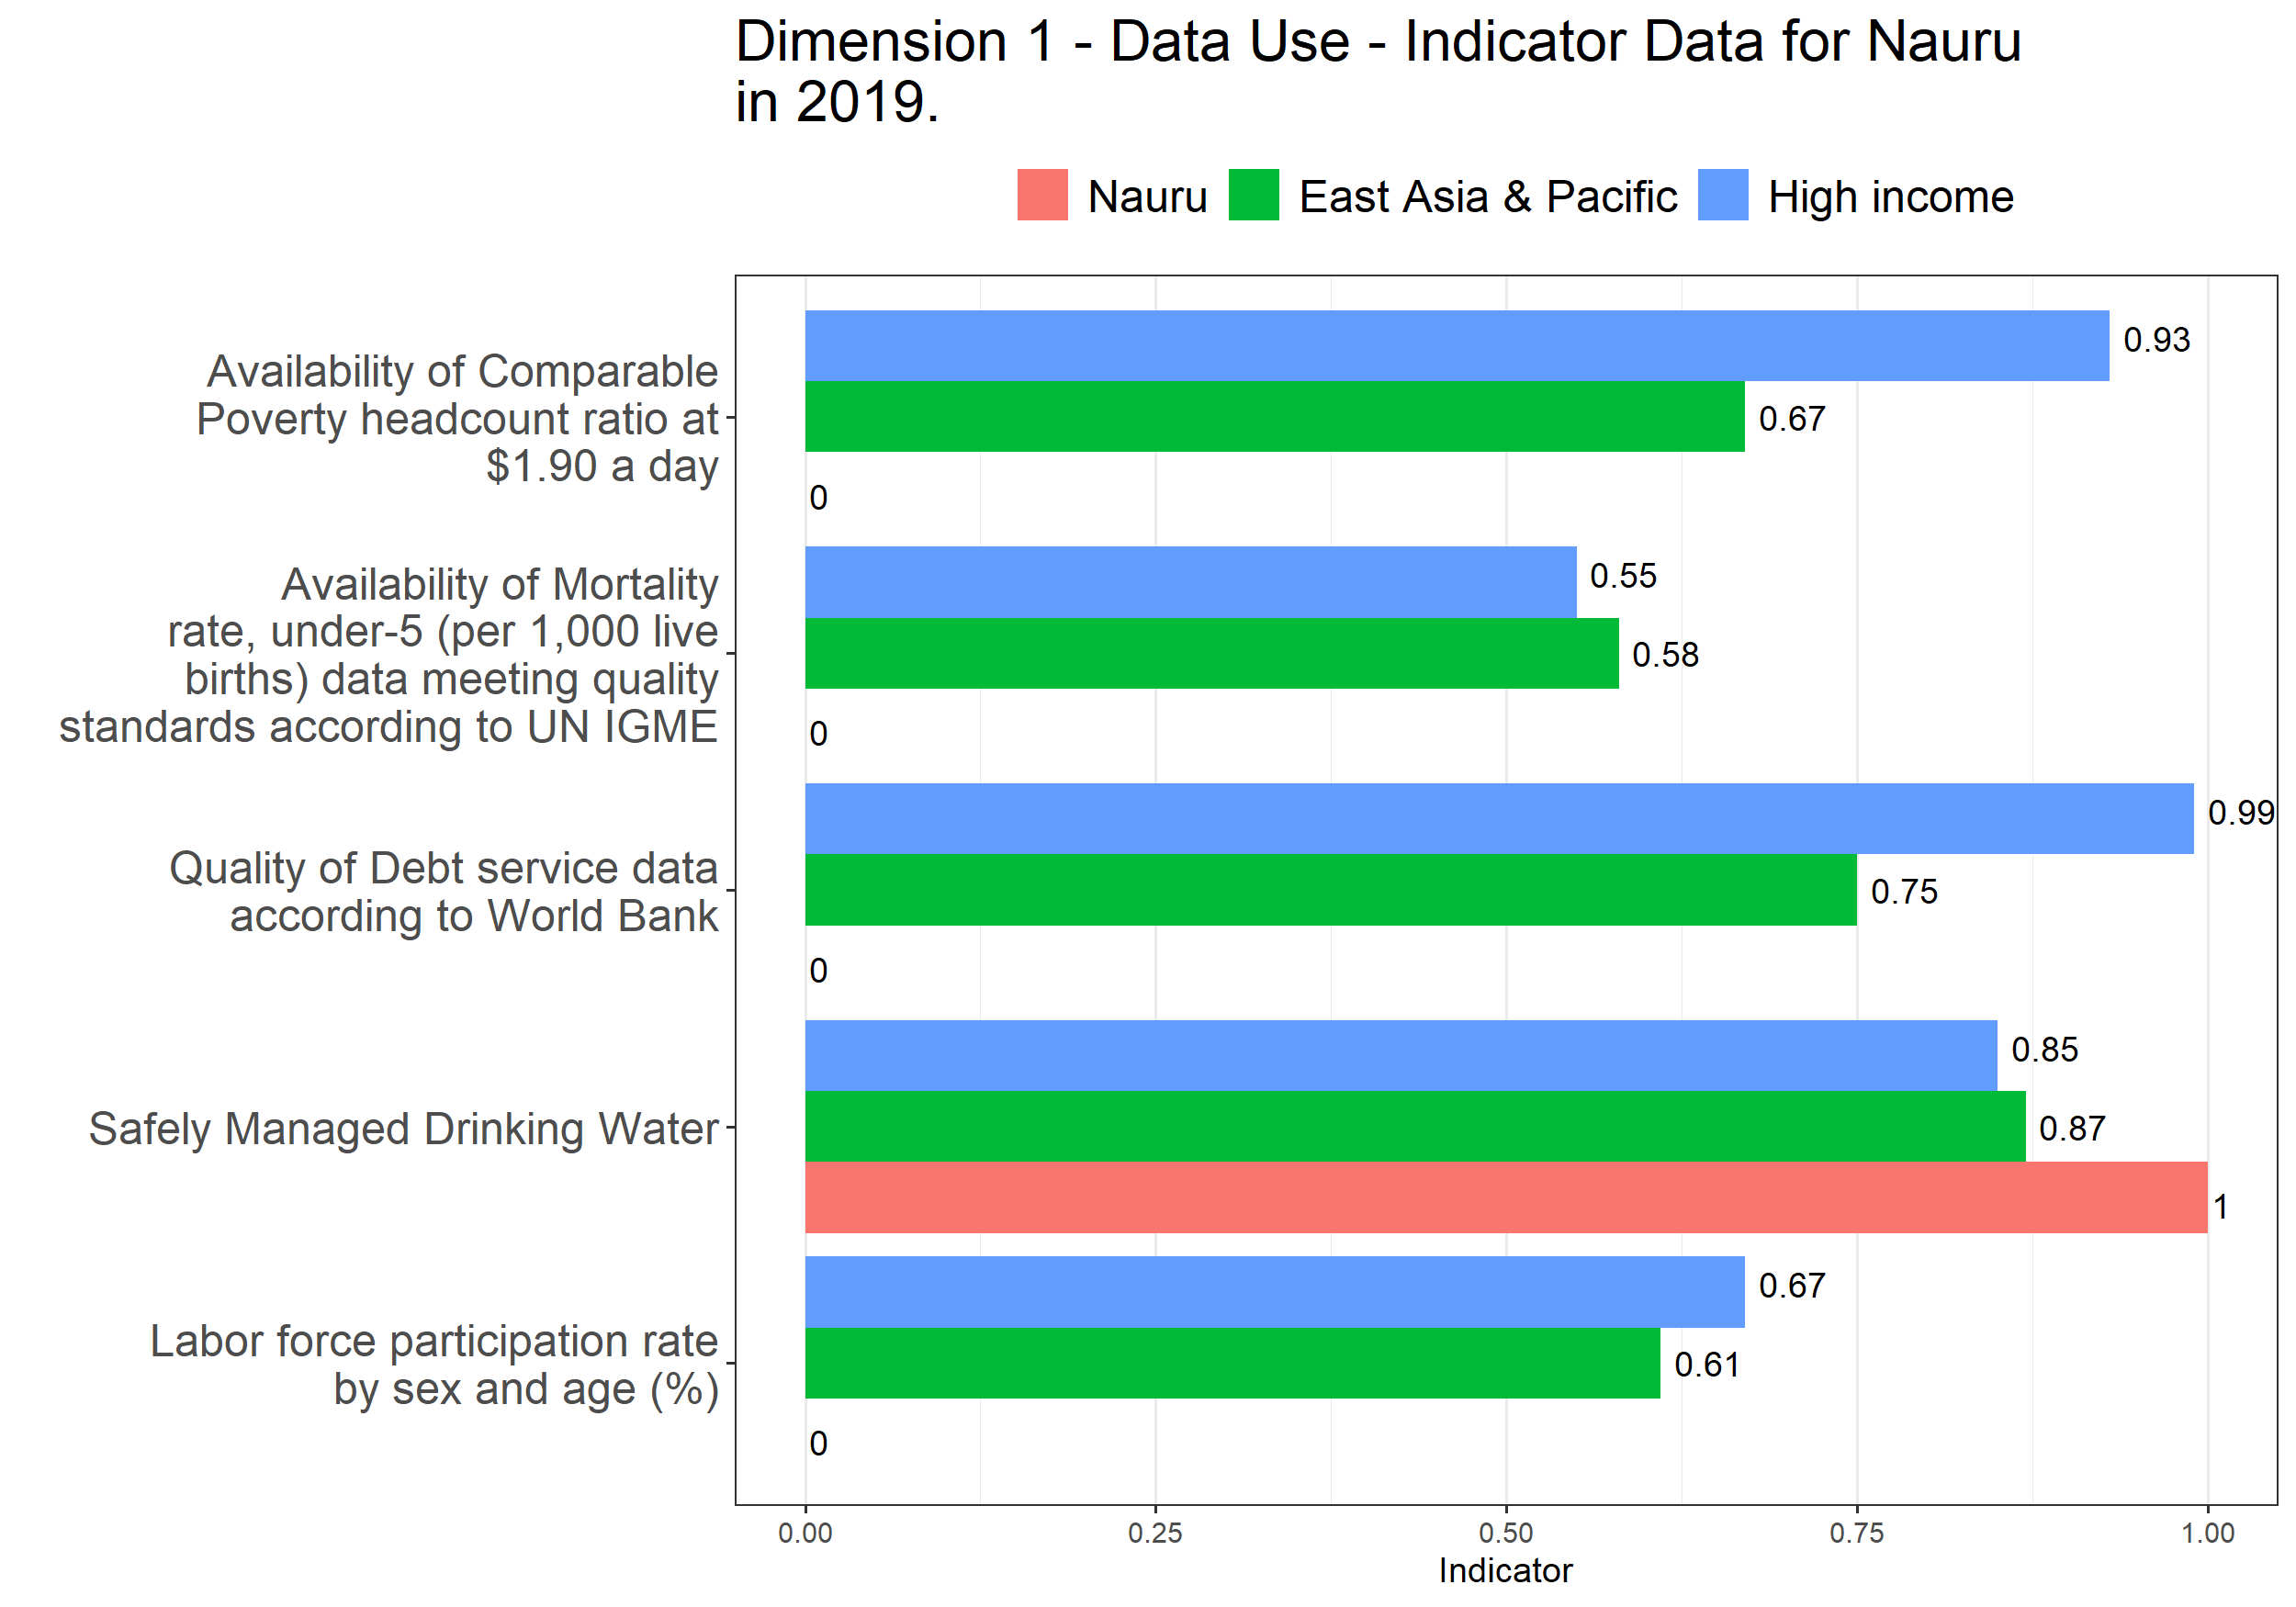 Dimension 1 - Data Use - Indicator Data for Nauru
in 2019.
Nauru
East Asia & Pacific
High income
Availability of Comparable
Poverty headcount ratio at
$1.90 a day
0.93
0.67
0
Availability of Mortality
rate, under-5 (per 1,000 live
births) data meeting quality
standards according to UN IGME
0.55
0.58
0
Quality of Debt service data
according to World Bank
0.99
0.75
0
Safely Managed Drinking Water
0.85
0.87
1
Labor force participation rate
by sex and age (%)
0.67
0.61
0
0.00
0.25
0.50
0.75
1.00
Indicator